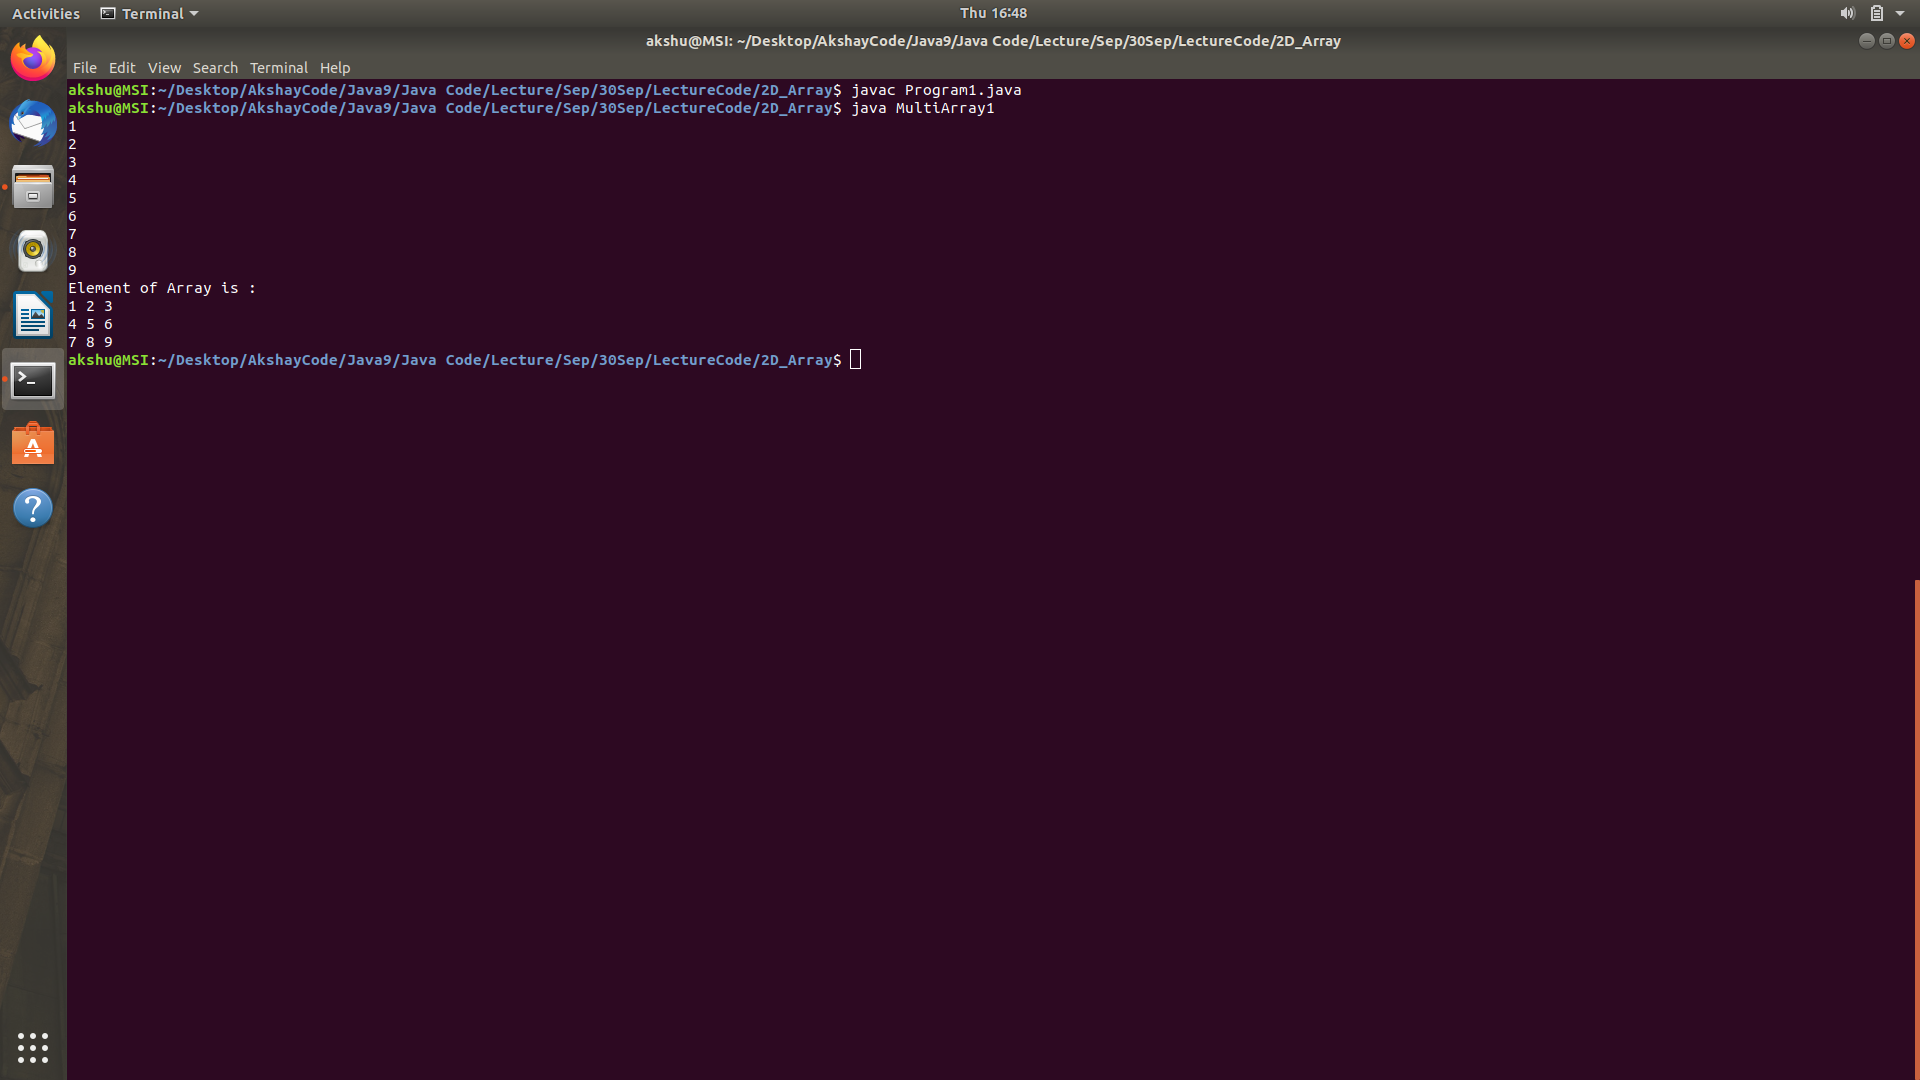 Activities Terminal Thu 16:48
akshu@MSI: ~/Desktop/AkshayCode/Java9/Java Code/Lecture/Sep/30Sep/LectureCode/2D_Array
File Edit View Search Terminal Help
akshu@MSI:~/Desktop/AkshayCode/Java9/Java Code/Lecture/Sep/30Sep/LectureCode/2D_Array$ javac Program1.java
akshu@MSI:~/Desktop/AkshayCode/Java9/Java Code/Lecture/Sep/30Sep/LectureCode/2D_Array$ java MultiArray1
1
2
3
4
5
6
7
8
9
Element of Array is :
1 2 3
4 5 6
7 8 9
akshu@MSI:~/Desktop/AkshayCode/Java9/Java Code/Lecture/Sep/30Sep/LectureCode/2D_Array$